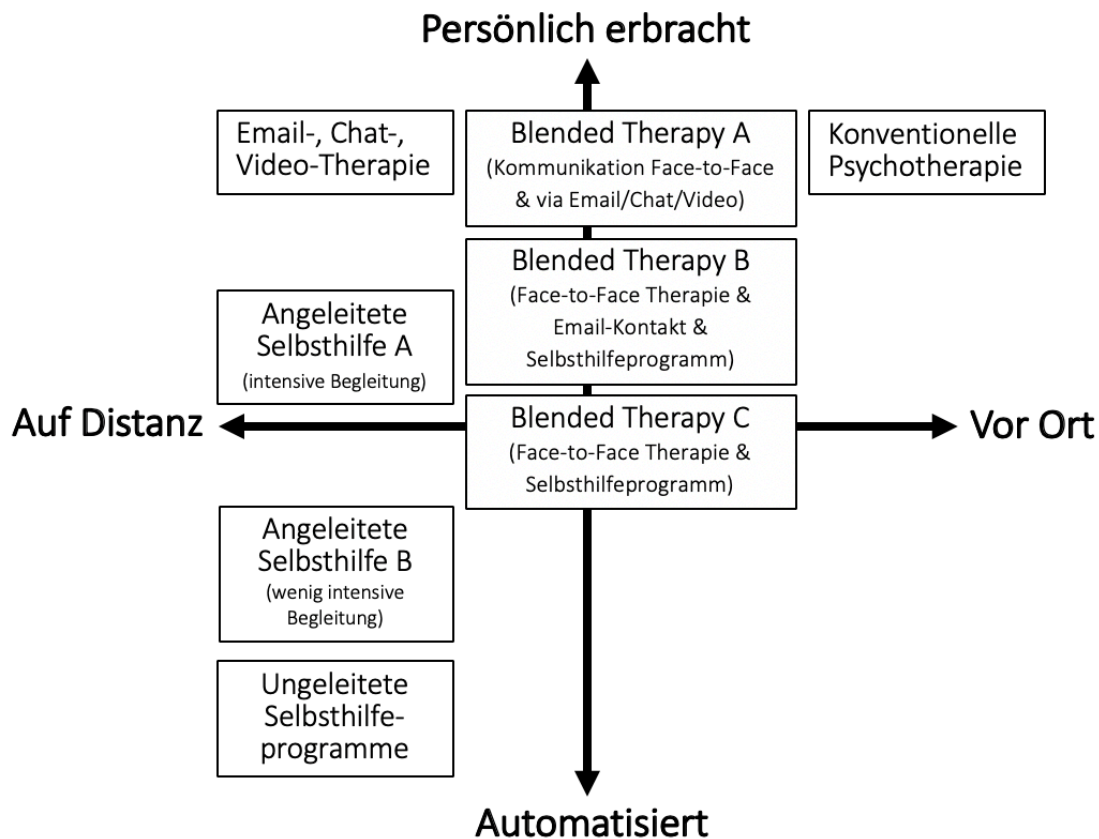 Persönlich erbracht
Email-, Chat-,
Video-Therapie
Blended Therapy A
(Kommunikation Face-to-Face
& via Email/Chat/Video)
Konventionelle
Psychotherapie
Blended Therapy B
(Face-to-Face Therapie &
Email-Kontakt &
Selbsthilfeprogramm)
Angeleitete
Selbsthilfe A
(intensive Begleitung)
Auf Distanz
Blended Therapy C
(Face-to-Face Therapie &
Selbsthilfeprogramm)
Vor Ort
Angeleitete
Selbsthilfe B
(wenig intensive
Begleitung)
Ungeleitete
Selbsthilfe-
programme
Automatisiert